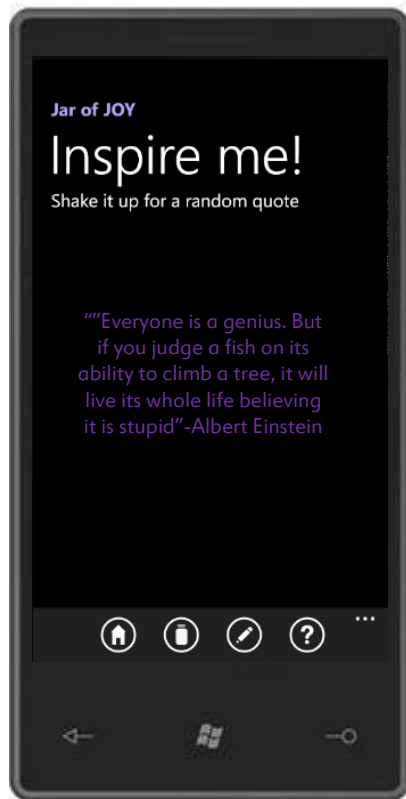 Jar of JOY
Inspire me!
Shake it up for a random quote
“”Everyone is a genius. But
if you judge a fish on its
ability to climb a tree, it will
live its whole life believing
it is stupid”-Albert Einstein
...
?